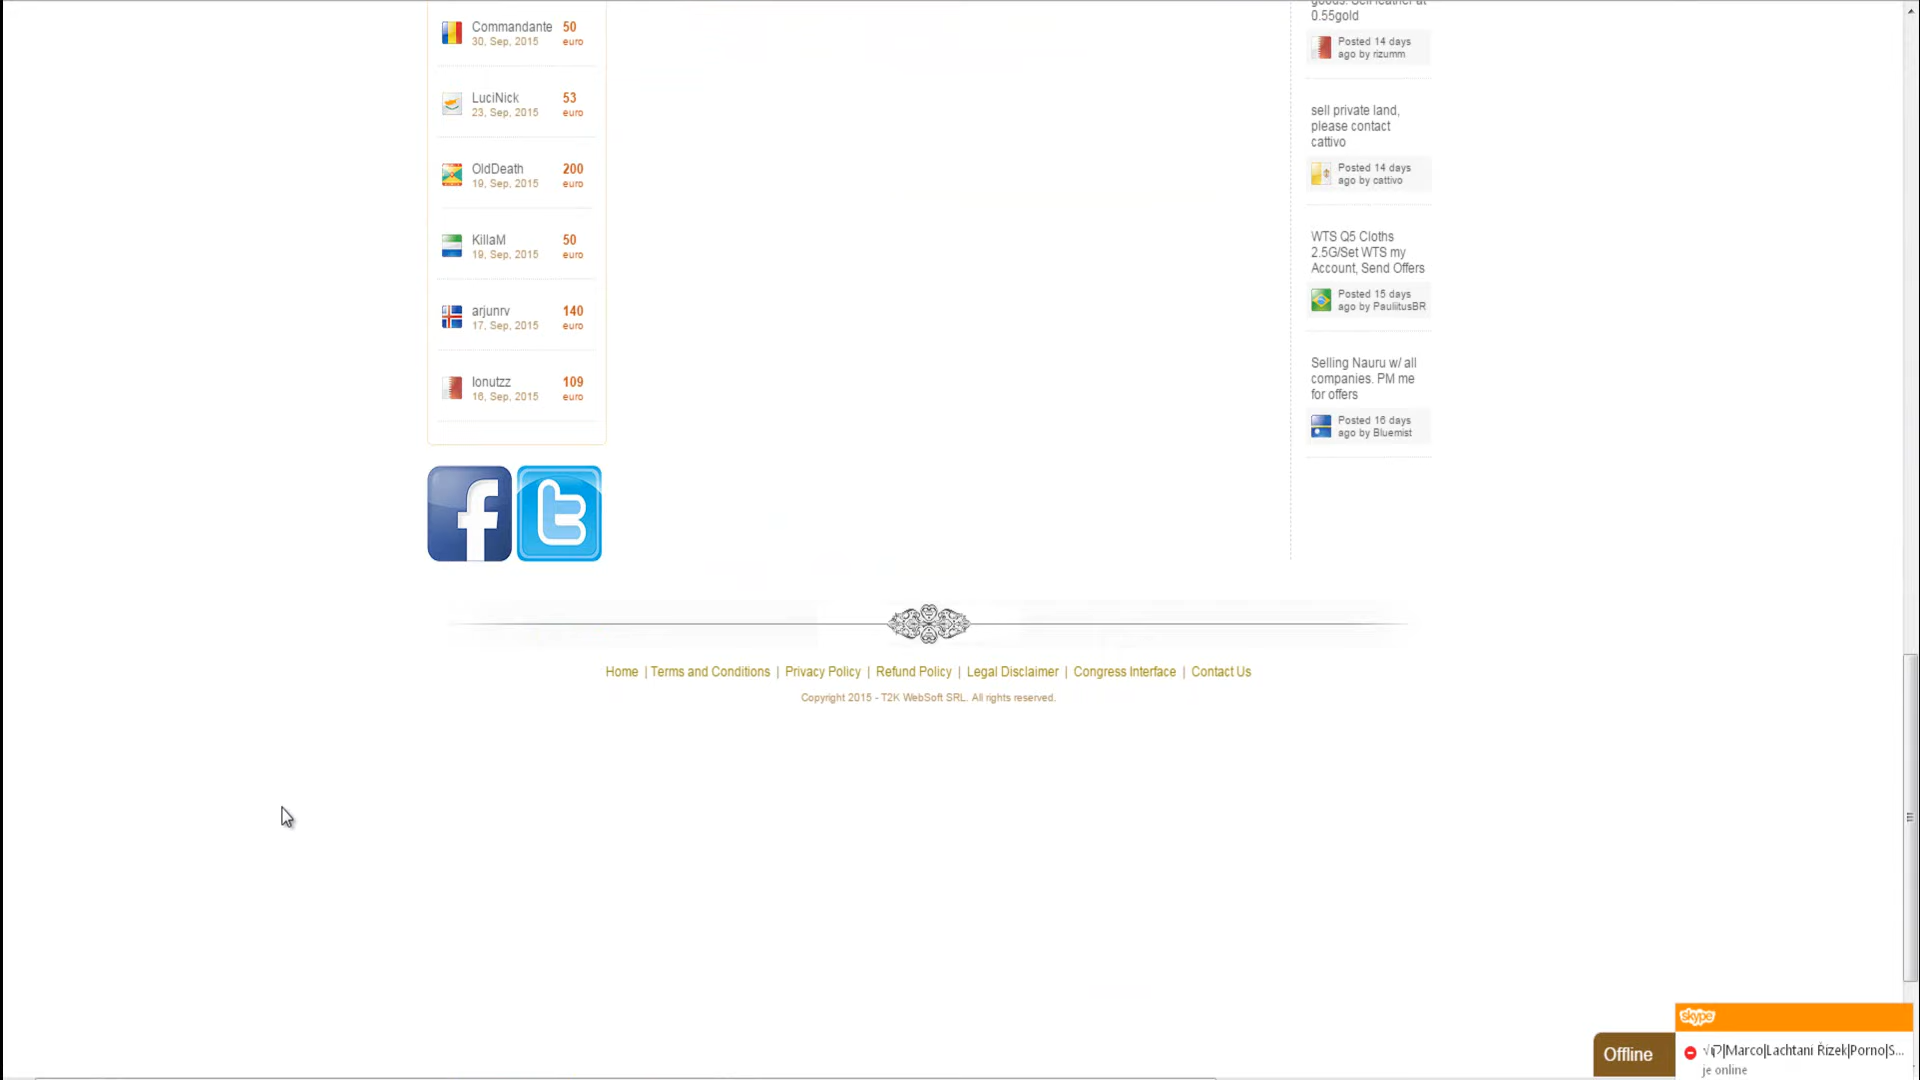 Commandante 50
30, Sep, 2015 euro
LuciNick 53
23, Sep, 2015 euro
OldDeath 200
19, Sep, 2015 euro
KillaM 50
19, Sep, 2015 euro
arjunrv 140
17, Sep, 2015 euro
Ionutzz 109
16, Sep, 2015 euro
0.55gold
Posted 14 days
ago by rizumm
sell private land,
please contact
cattivo
Posted 14 days
ago by cattivo
WTS Q5 Cloths
2.5G/Set WTS my
Account, Send Offers
Posted 15 days
ago by PauliitusBR
Selling Nauru w/ all
companies. PM me
for offers
Posted 16 days
ago by Bluemist
Home | Terms and Conditions | Privacy Policy | Refund Policy | Legal Disclaimer | Congress Interface | Contact Us
Copyright 2015 - T2K WebSoft SRL. All rights reserved.
skype
Offline
|Marco|Lachtani Řízek|Porno|S...
je online